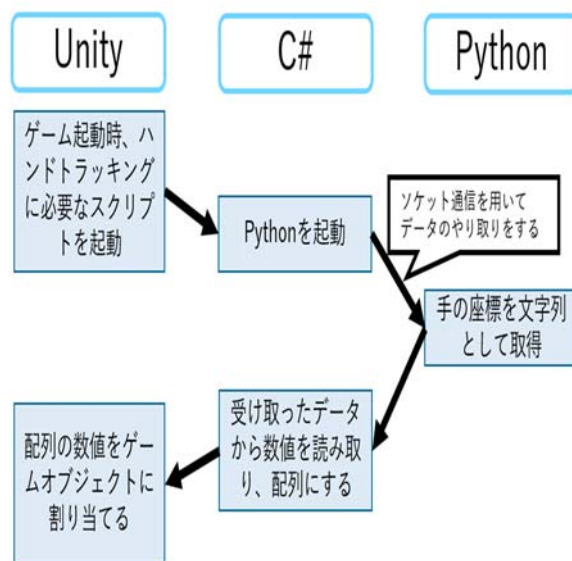 Unity
C#
Python
ゲーム起動時、ハ
ンドトラッキング
に必要なスクリプ
トを起動
Pythonを起動
ソケット通信を用いて
データのやり取りをする
手の座標を文字列
として取得
受け取ったデータ
から数値を読み取
り、配列にする
配列の数値をゲー
ムオブジェクトに
割り当てる